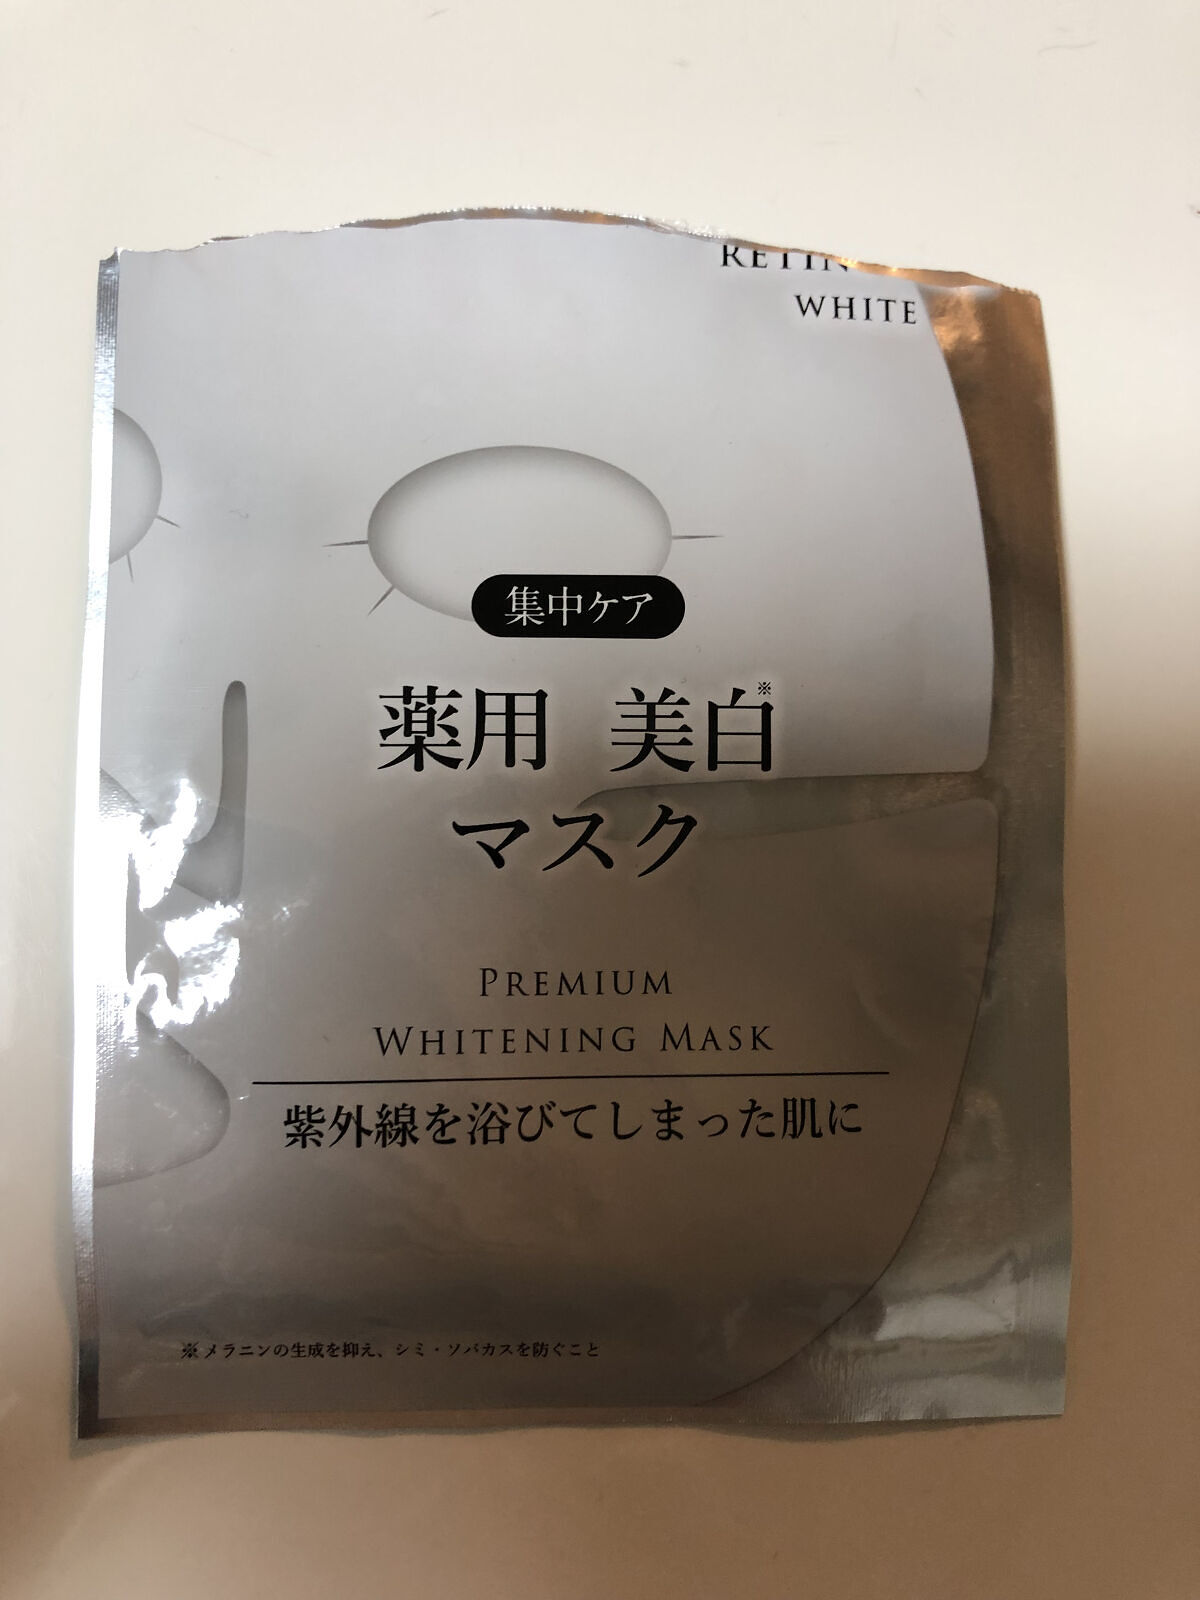 RETIN
WHITE
集中ケア
薬用 美白※
マスク
PREMIUM
WHITENING MASK
紫外線を浴びてしまった肌に
※メラニンの生成を抑え、シミ・ソバカスを防ぐこと